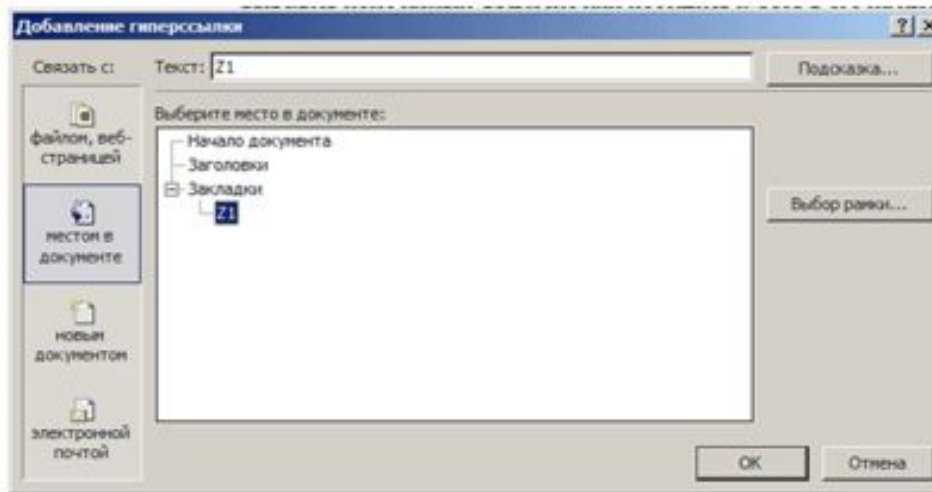 Добавление гиперссылки
Связать с:
Текст: Z1
Подсказка...
файлом, веб-
страницей
местом в
документе
новым
документом
электронной
почтой
Выберите место в документе:
Начало документа
Заголовки
Закладки
Z1
Выбор рамки...
ОК
Отмена